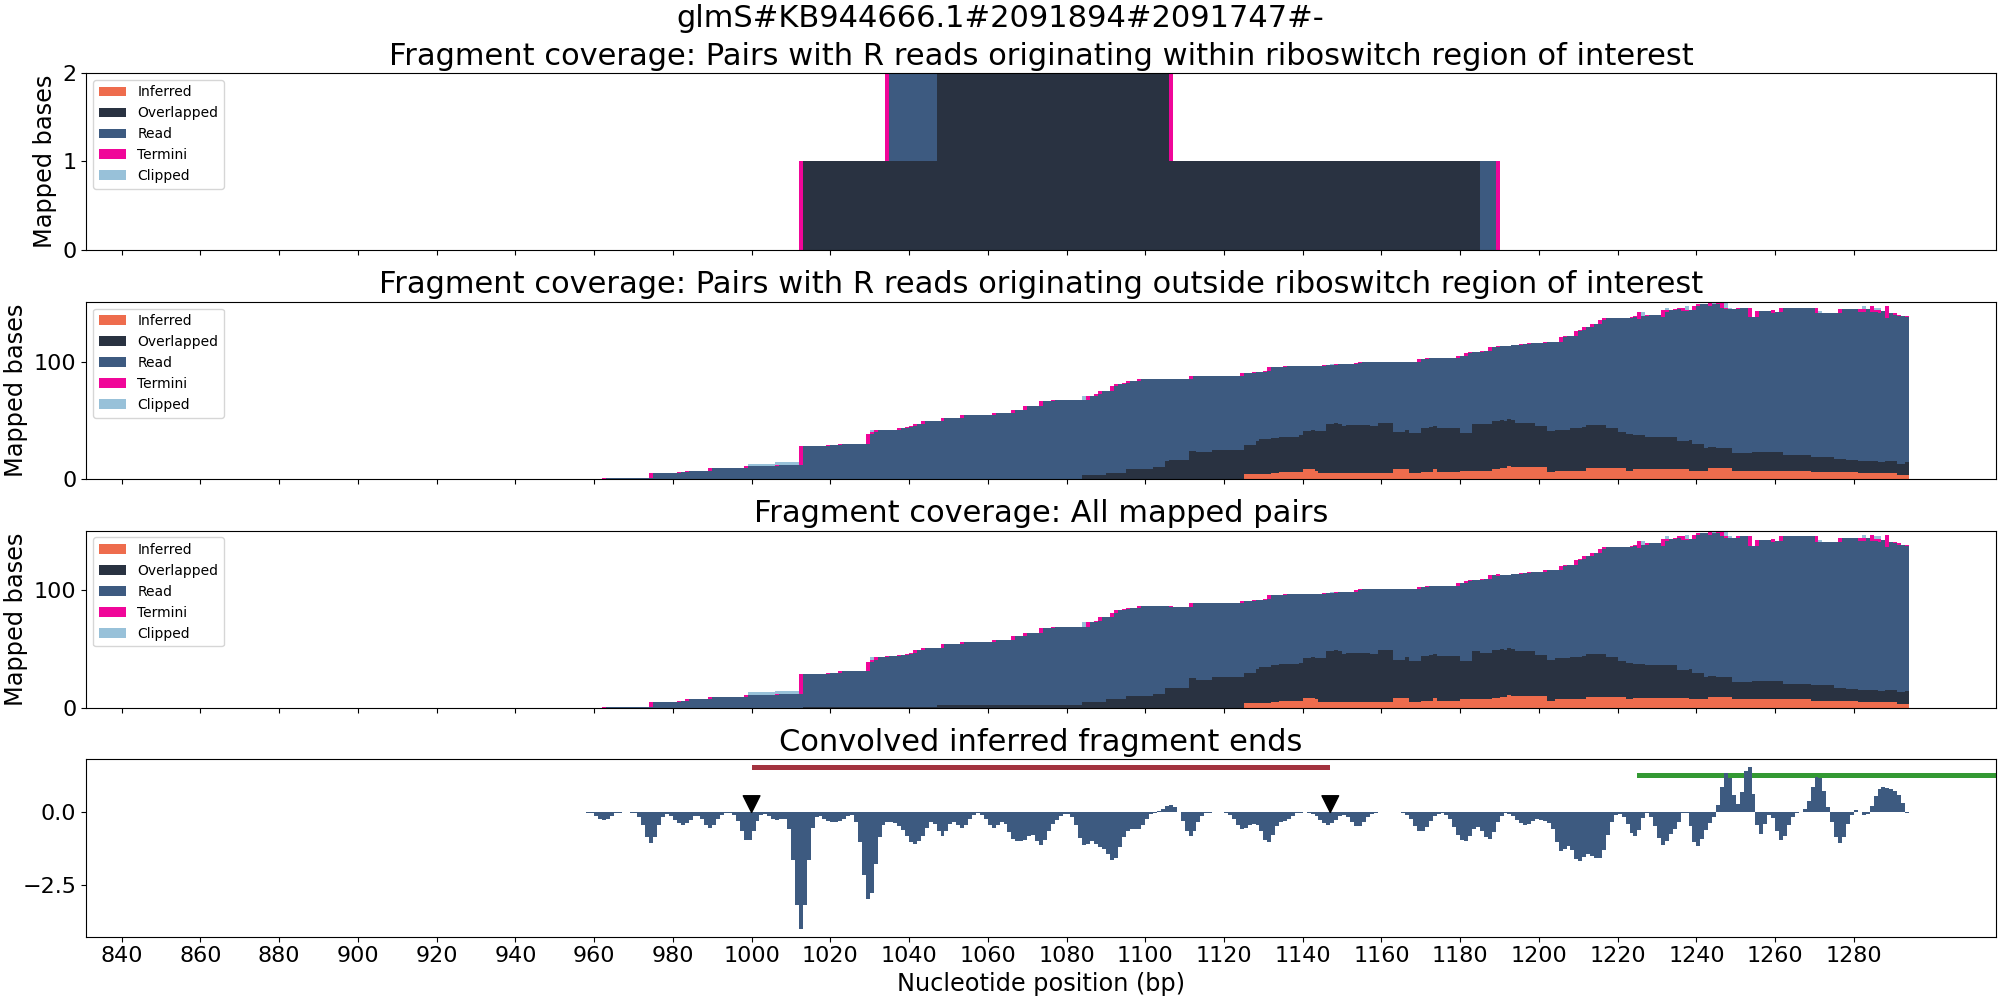 glmS#KB944666.1#2091894#2091747#-
Fragment coverage: Pairs with R reads originating within riboswitch region of interest
Mapped bases
2
1
0
Inferred
Overlapped
Read
Termini
Clipped
Fragment coverage: Pairs with R reads originating outside riboswitch region of interest
Mapped bases
100
0
Inferred
Overlapped
Read
Termini
Clipped
Fragment coverage: All mapped pairs
Mapped bases
100
0
Inferred
Overlapped
Read
Termini
Clipped
Convolved inferred fragment ends
0.0
−2.5
840 860 880 900 920 940 960 980 1000 1020 1040 1060 1080 1100 1120 1140 1160 1180 1200 1220 1240 1260 1280
Nucleotide position (bp)